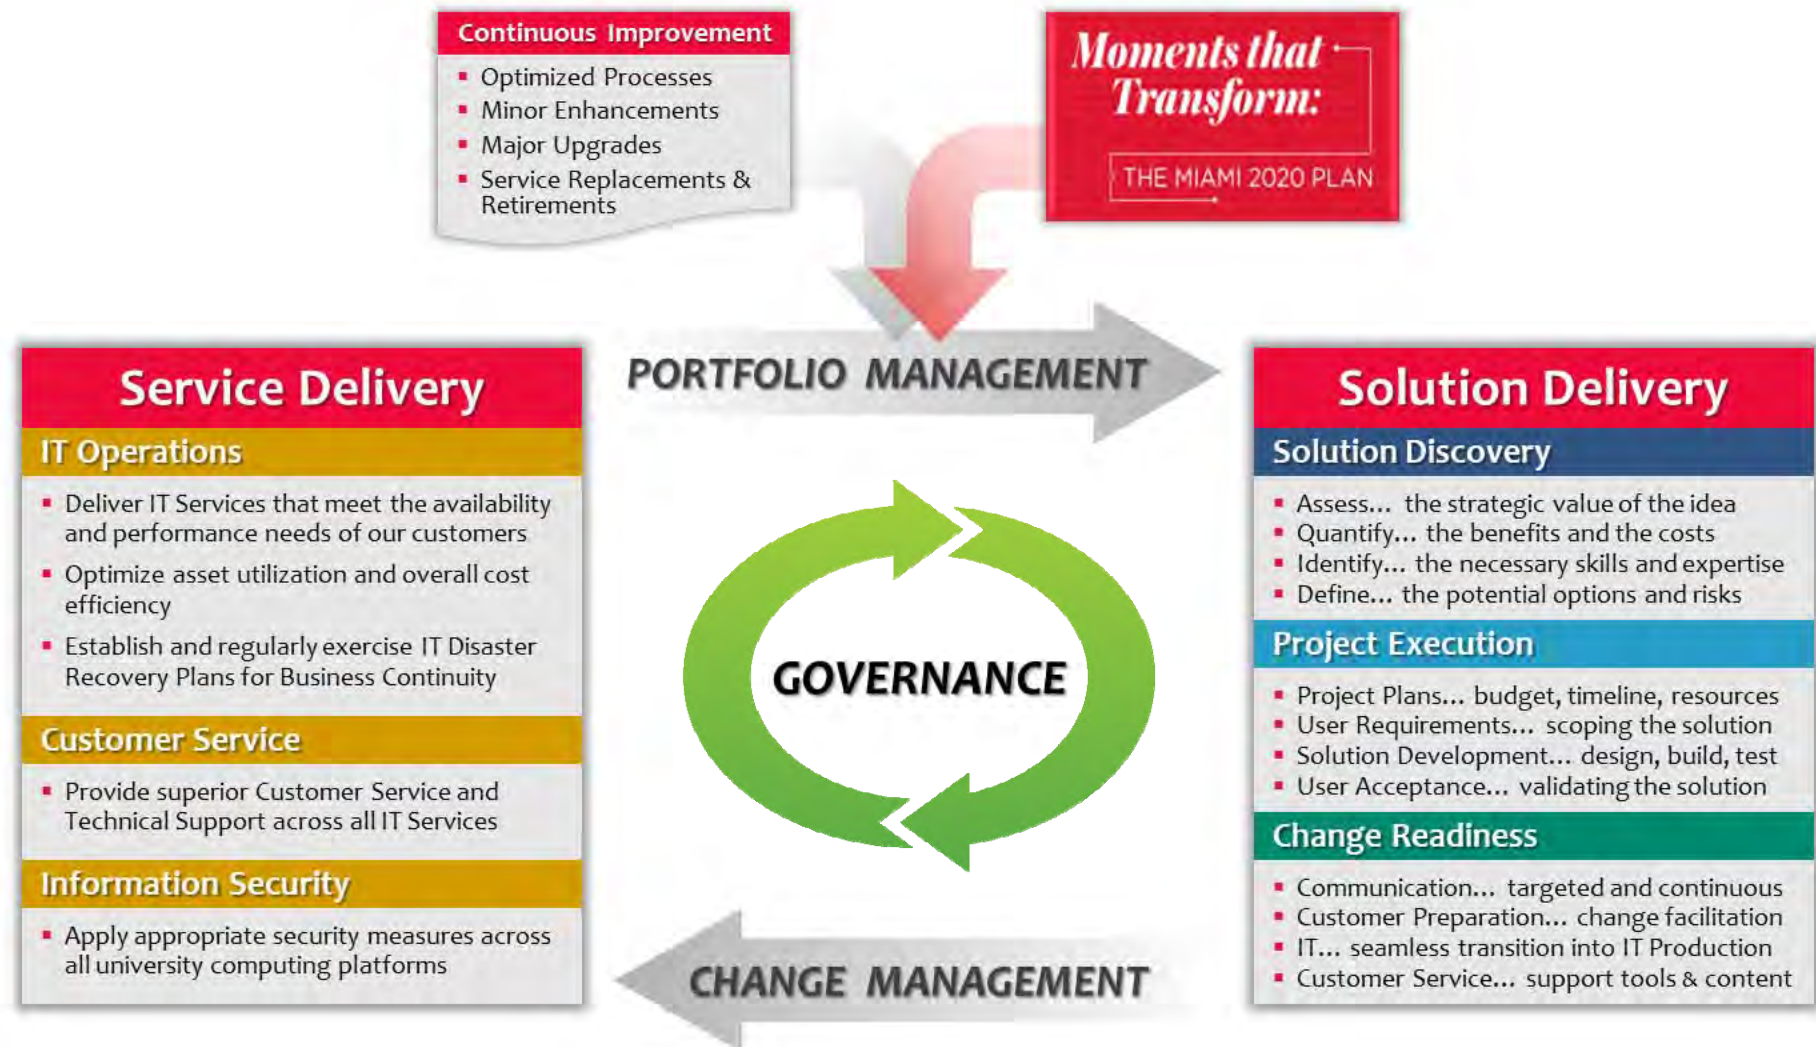 Continuous Improvement
▪ Optimized Processes
▪ Minor Enhancements
▪ Major Upgrades
▪ Service Replacements &
Retirements
Moments that
Transform:
THE MIAMI 2020 PLAN
PORTFOLIO MANAGEMENT
Service Delivery
IT Operations
▪ Deliver IT Services that meet the availability
and performance needs of our customers
▪ Optimize asset utilization and overall cost
efficiency
▪ Establish and regularly exercise IT Disaster
Recovery Plans for Business Continuity
Customer Service
▪ Provide superior Customer Service and
Technical Support across all IT Services
Information Security
▪ Apply appropriate security measures across
all university computing platforms
GOVERNANCE
CHANGE MANAGEMENT
Solution Delivery
Solution Discovery
▪ Assess... the strategic value of the idea
▪ Quantify... the benefits and the costs
▪ Identify... the necessary skills and expertise
▪ Define... the potential options and risks
Project Execution
▪ Project Plans... budget, timeline, resources
▪ User Requirements... scoping the solution
▪ Solution Development... design, build, test
▪ User Acceptance... validating the solution
Change Readiness
▪ Communication... targeted and continuous
▪ Customer Preparation... change facilitation
▪ IT... seamless transition into IT Production
▪ Customer Service... support tools & content